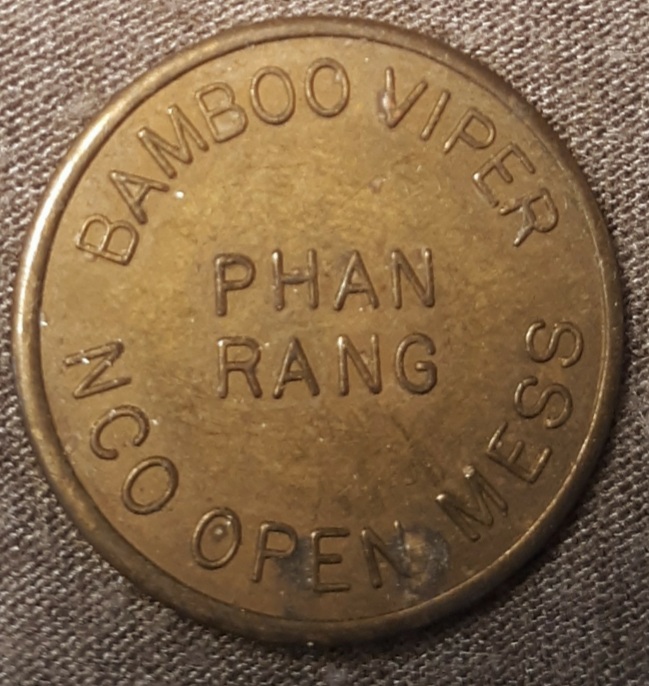 BAMBOO VIPER
PHAN
RANG
NCO OPEN MESS